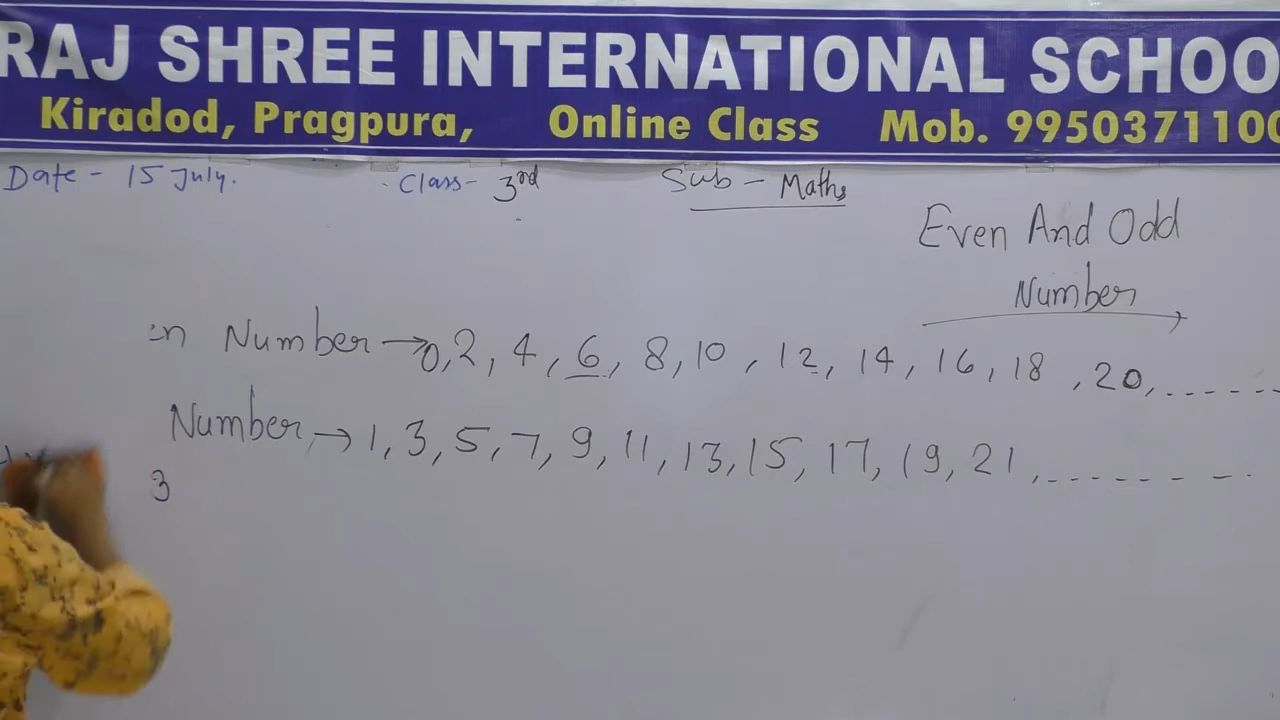 RAJ SHREE INTERNATIONAL SCHOO
Kiradod, Pragpura, Online Class Mob. 9950371100
Date - 15 July. Class - 3rd Sub - Maths
Even And Odd
Number
n Number → 0, 2, 4, 6, 8, 10, 12, 14, 16, 18, 20, ------
Number → 1, 3, 5, 7, 9, 11, 13, 15, 17, 19, 21, --------
3